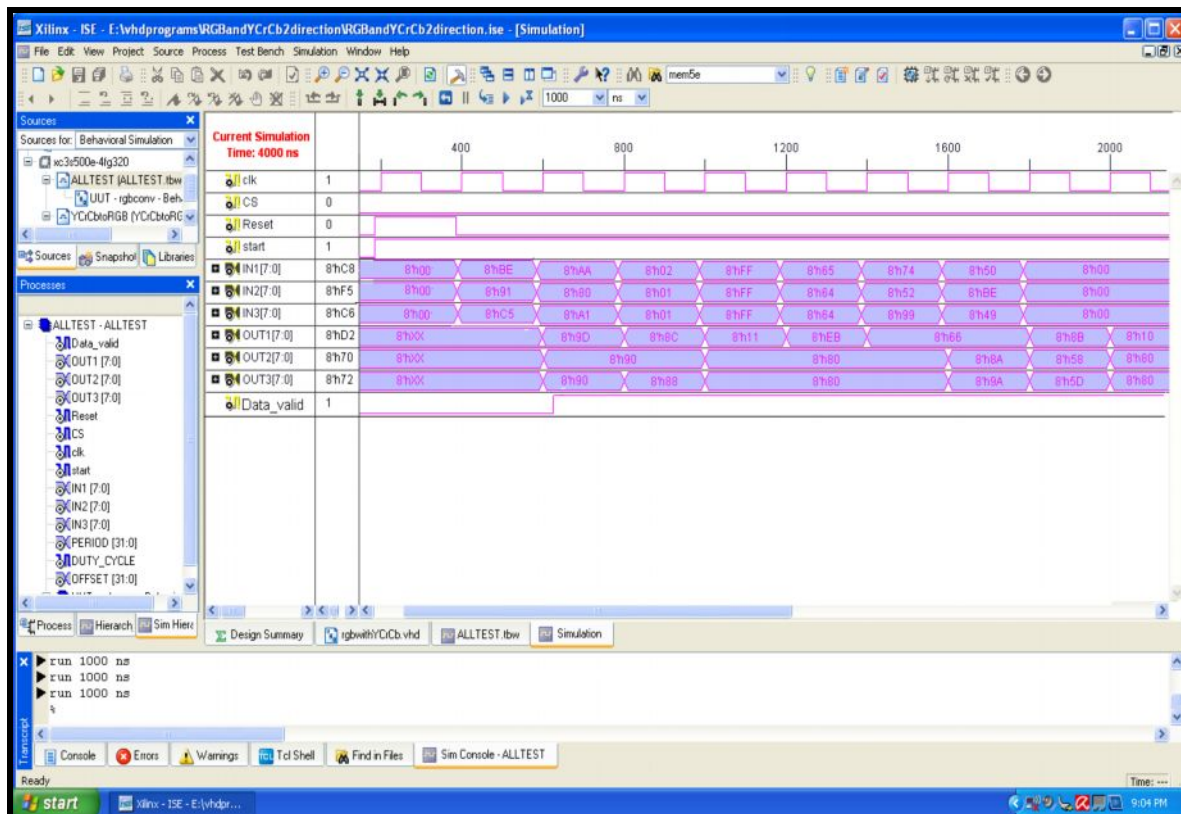 Xilinx - ISE - E:\vhdprograms\RGBandYCrCb2direction\RGBandYCrCb2direction.ise - [Simulation]
File Edit View Project Source Process Test Bench Simulation Window Help
mem5e
1000 ns
Sources
Sources for: Behavioral Simulation
xc3s500e-4fg320
ALLTEST (ALLTEST.tbw
UUT - rgbconv - Beh
YCrCbtoRGB (YCrCbtoRG
Sources Snapshot Libraries
Processes
ALLTEST - ALLTEST
Data_valid
OUT1 [7:0]
OUT2 [7:0]
OUT3 [7:0]
Reset
CS
clk
start
IN1 [7:0]
IN2 [7:0]
IN3 [7:0]
PERIOD [31:0]
DUTY_CYCLE
OFFSET [31:0]
Process Hierarch Sim Hiera
Current Simulation
Time: 4000 ns
400 800 1200 1600 2000
clk 1
CS 0
Reset 0
start 1
IN1[7:0] 8'hC8 8'h00 8'hBE 8'hAA 8'h02 8'hFF 8'h65 8'h74 8'h50 8'h00
IN2[7:0] 8'hF5 8'h00 8'h91 8'h80 8'h01 8'hFF 8'h64 8'h52 8'hBE 8'h00
IN3[7:0] 8'hC6 8'h00 8'hC5 8'hA1 8'h01 8'hFF 8'h64 8'h99 8'h49 8'h00
OUT1[7:0] 8'hD2 8'hXX 8'h9D 8'h8C 8'h11 8'hEB 8'h66 8'h8B 8'h10
OUT2[7:0] 8'h70 8'hXX 8'h90 8'h80 8'h8A 8'h58 8'h80
OUT3[7:0] 8'h72 8'hXX 8'h90 8'h88 8'h80 8'h9A 8'h5D 8'h80
Data_valid 1
Design Summary rgbwithYCrCb.vhd ALLTEST.tbw Simulation
run 1000 ns
run 1000 ns
run 1000 ns
%
Transcript
Console Errors Warnings Tcl Shell Find in Files Sim Console - ALLTEST
Ready Time: ---
start Xilinx - ISE - E:\vhdpr... 9:04 PM